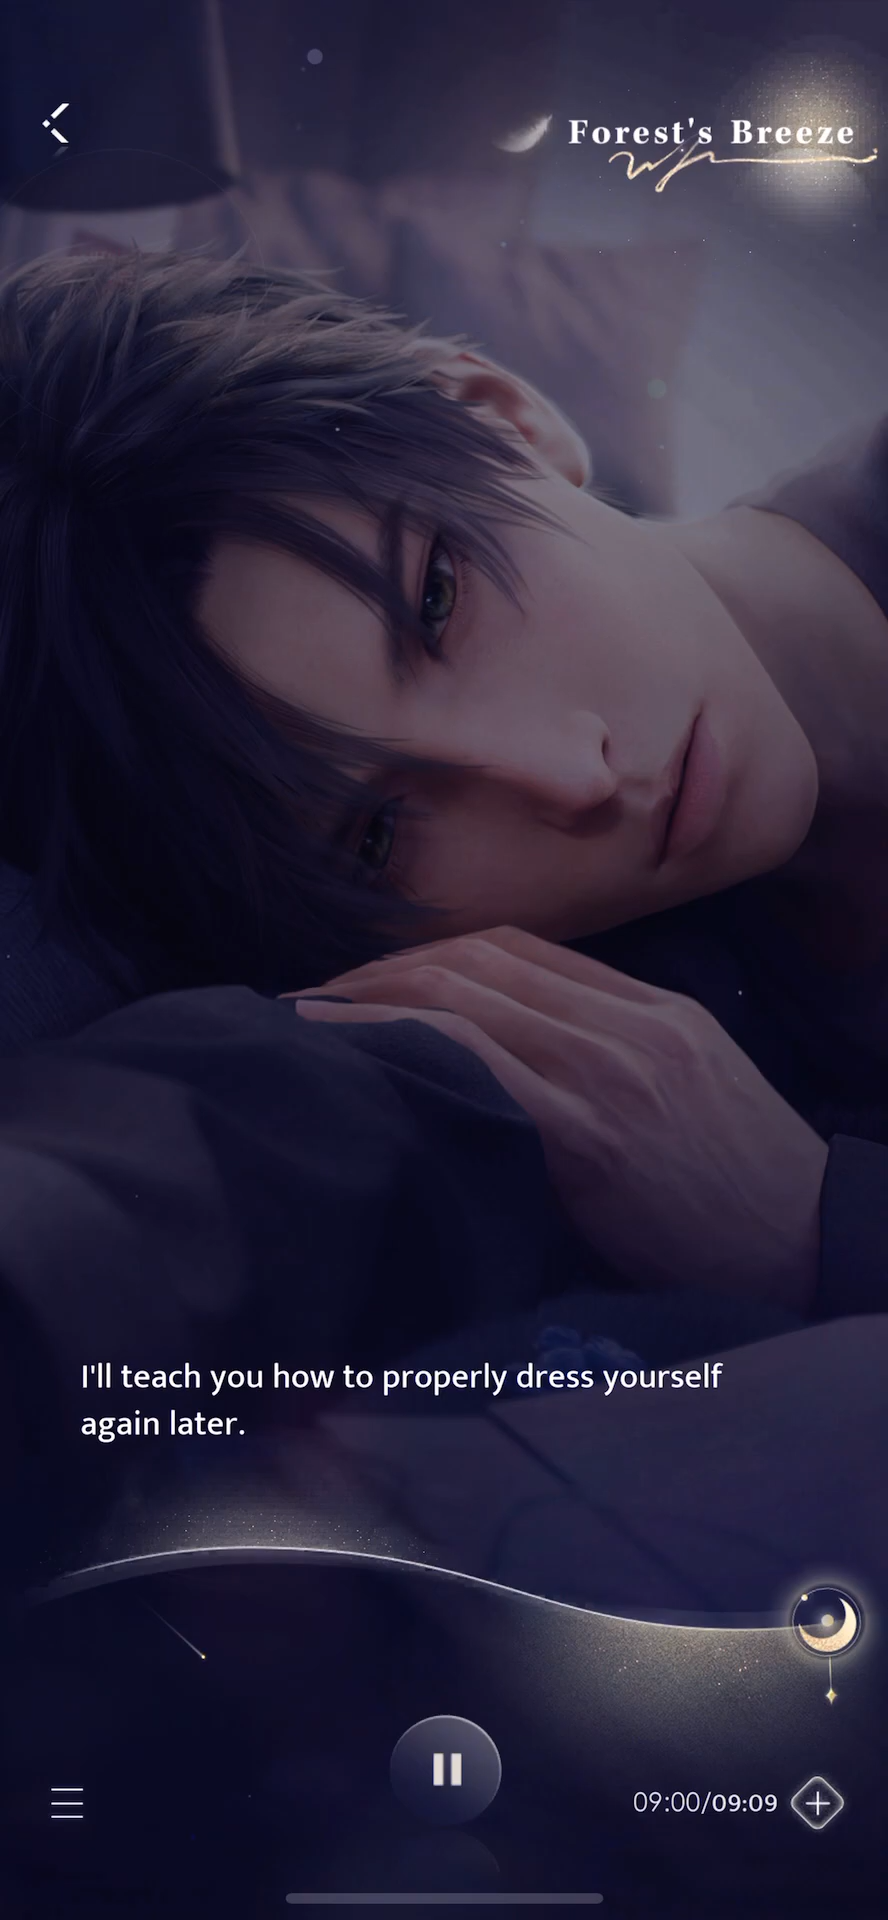 Forest's Breeze
I'll teach you how to properly dress yourself
again later.
09:00/09:09